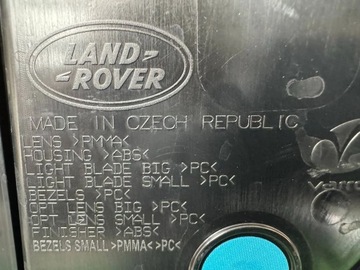 LAND-
-ROVER
MADE IN CZECH REPUBLIC
LENS >PMMA<
HOUSING >ABS<
LIGHT BLADE BIG >PC<
LIGHT BLADE SMALL >PC<
BEZELS >PC<
OPT LENS BIG >PC<
OPT LENS SMALL >PC<
FINISHER >ABS<
BEZELS SMALL >PMMA< >PC<